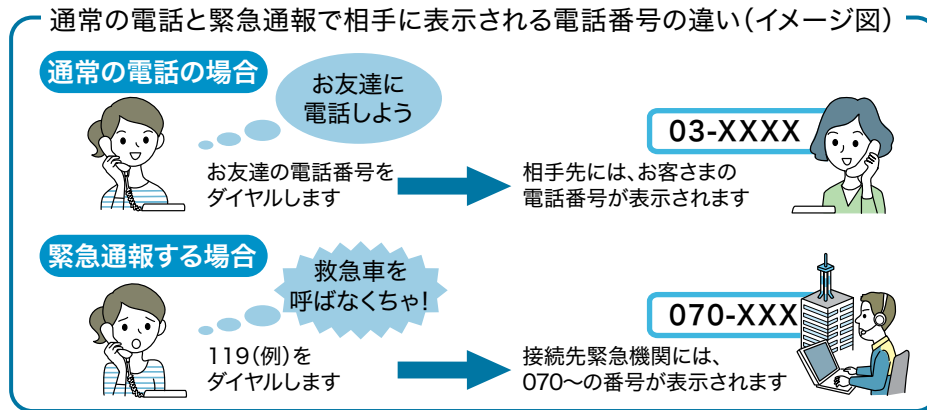 通常の電話と緊急通報で相手に表示される電話番号の違い(イメージ図)
通常の電話の場合
お友達に
電話しよう
03-XXXX
お友達の電話番号を
ダイヤルします
相手先には、お客さまの
電話番号が表示されます
緊急通報する場合
救急車を
呼ばなくちゃ!
070-XXX
119(例)を
ダイヤルします
接続先緊急機関には、
070〜の番号が表示されます